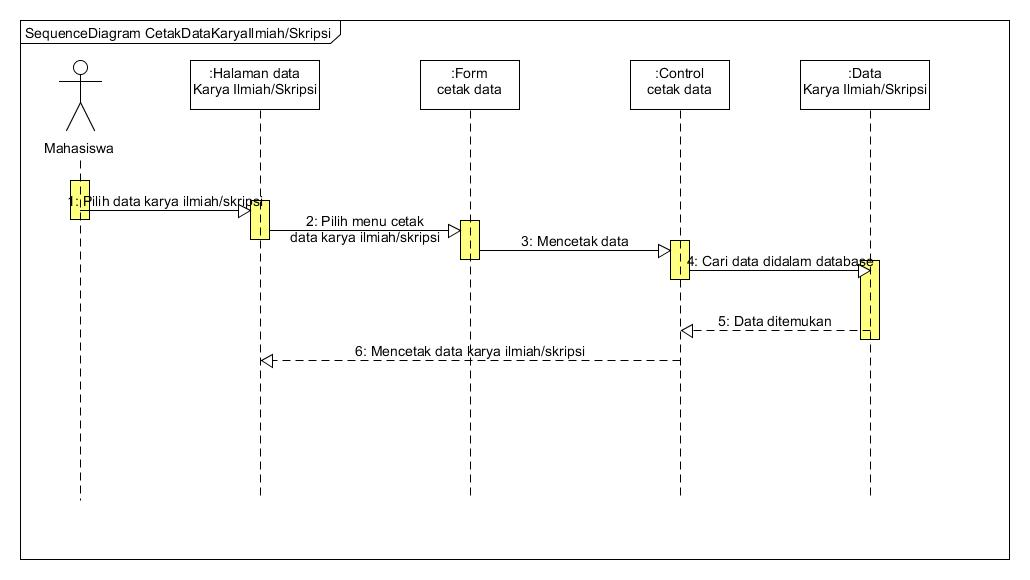 SequenceDiagram CetakDataKaryaIlmiah/Skripsi
:Halaman data
Karya Ilmiah/Skripsi
:Form
cetak data
:Control
cetak data
:Data
Karya Ilmiah/Skripsi
Mahasiswa
1: Pilih data karya ilmiah/skripsi
2: Pilih menu cetak
data karya ilmiah/skripsi
3: Mencetak data
4: Cari data didalam database
5: Data ditemukan
6: Mencetak data karya ilmiah/skripsi